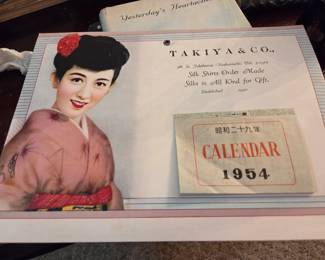 Yesterday's
TAKIYA & CO.,
Silk Shirts Order Made
Silks in All Kind for Gift.
Established
昭和二十九年
CALENDAR
1954